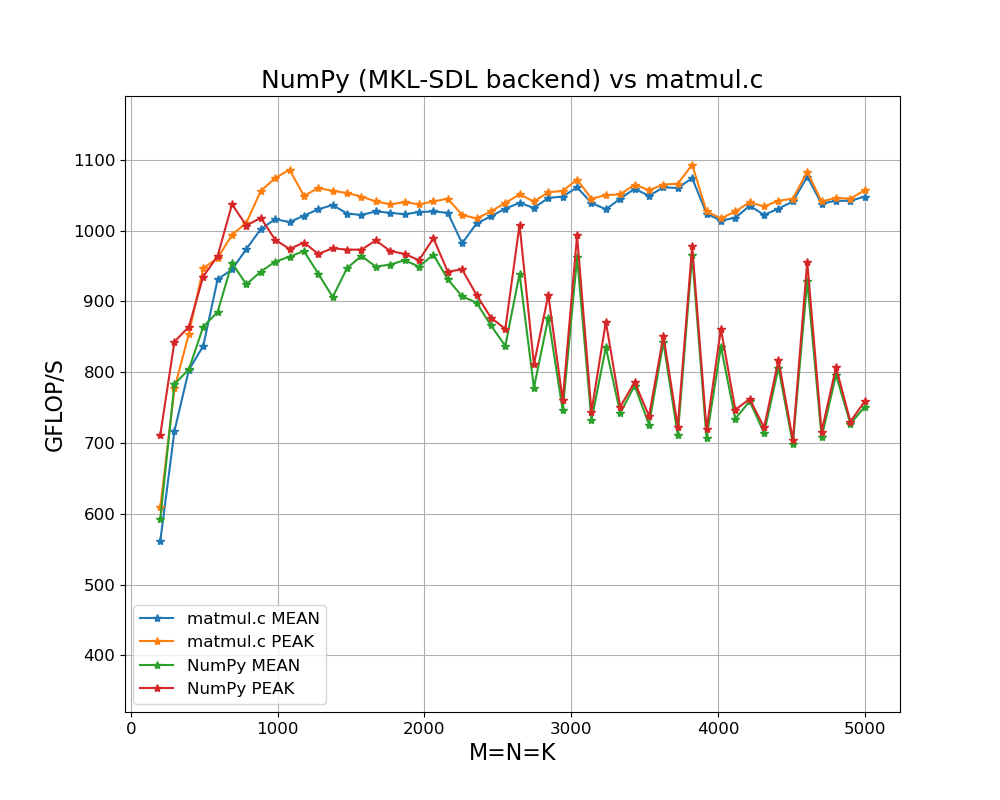 NumPy (MKL-SDL backend) vs matmul.c
GFLOP/S
1100
1000
900
800
700
600
500
400
matmul.c MEAN
matmul.c PEAK
NumPy MEAN
NumPy PEAK
0 1000 2000 3000 4000 5000
M=N=K